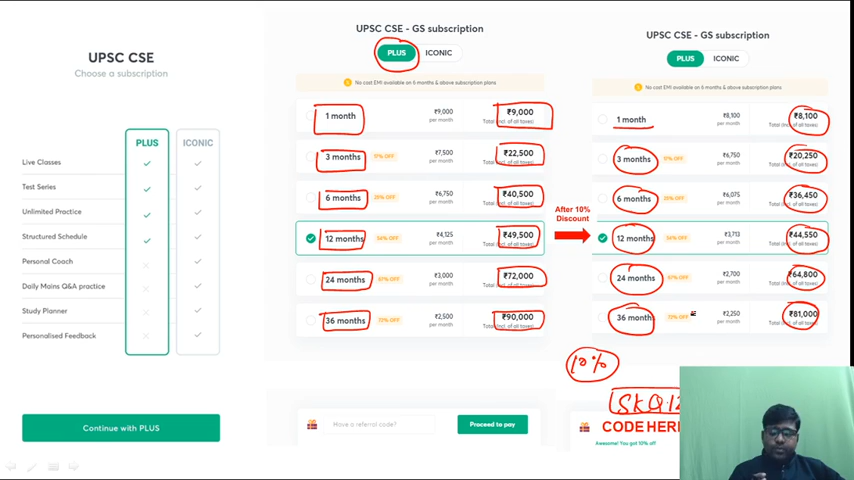 UPSC CSE
Choose a subscription
PLUS ICONIC
Live Classes
Test Series
Unlimited Practice
Structured Schedule
Personal Coach
Daily Mains Q&A practice
Study Planner
Personalised Feedback
Continue with PLUS
UPSC CSE - GS subscription
PLUS ICONIC
No cost EMI available on 6 months & above subscription plans
1 month ₹9,000 ₹9,000
per month Total (Incl. of all taxes)
3 months 17% OFF ₹7,500 ₹22,500
per month Total (Incl. of all taxes)
6 months 25% OFF ₹6,750 ₹40,500
per month Total (Incl. of all taxes)
12 months 54% OFF ₹4,125 ₹49,500
per month Total (Incl. of all taxes)
24 months 67% OFF ₹3,000 ₹72,000
per month Total (Incl. of all taxes)
36 months 72% OFF ₹2,500 ₹90,000
per month Total (Incl. of all taxes)
Have a referral code? Proceed to pay
After 10%
Discount
UPSC CSE - GS subscription
PLUS ICONIC
No cost EMI available on 6 months & above subscription plans
1 month ₹8,100 ₹8,100
per month Total (Incl. of all taxes)
3 months 17% OFF ₹6,750 ₹20,250
per month Total (Incl. of all taxes)
6 months 25% OFF ₹6,075 ₹36,450
per month Total (Incl. of all taxes)
12 months 54% OFF ₹3,713 ₹44,550
per month Total (Incl. of all taxes)
24 months 67% OFF ₹2,700 ₹64,800
per month Total (Incl. of all taxes)
36 months 72% OFF ₹2,250 ₹81,000
per month Total (Incl. of all taxes)
10%
CODE HERE
Awesome! You got 10% off